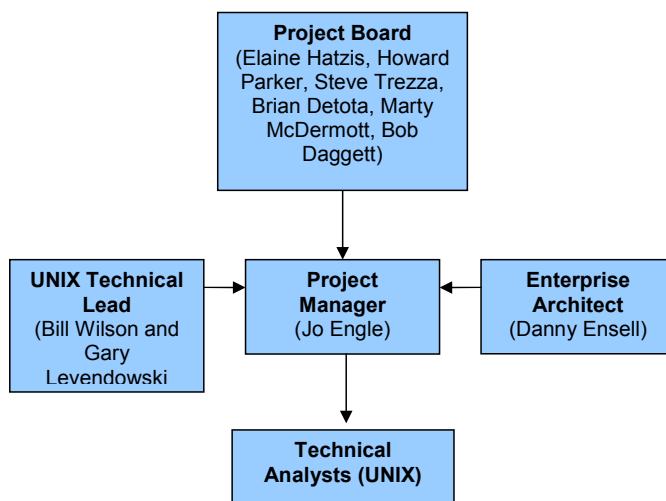 Project Board
(Elaine Hatzis, Howard
Parker, Steve Trezza,
Brian Detota, Marty
McDermott, Bob
Daggett)
UNIX Technical
Lead
(Bill Wilson and
Gary
Levendowski
Project
Manager
(Jo Engle)
Enterprise
Architect
(Danny Ensell)
Technical
Analysts (UNIX)